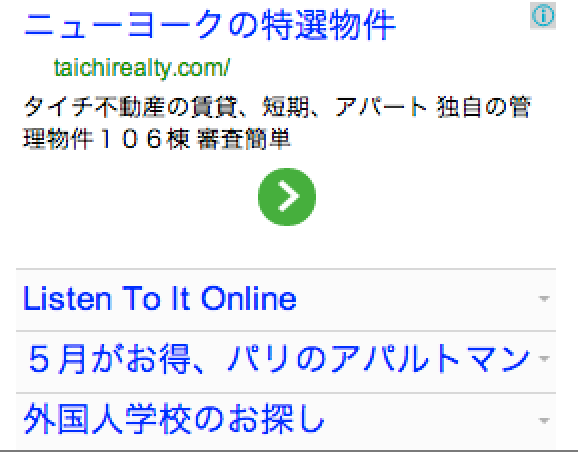 ニューヨークの特選物件
taichirealty.com/
タイチ不動産の賃貸、短期、アパート 独自の管
理物件１０６棟 審査簡単
Listen To It Online
５月がお得、パリのアパルトマン
外国人学校のお探し